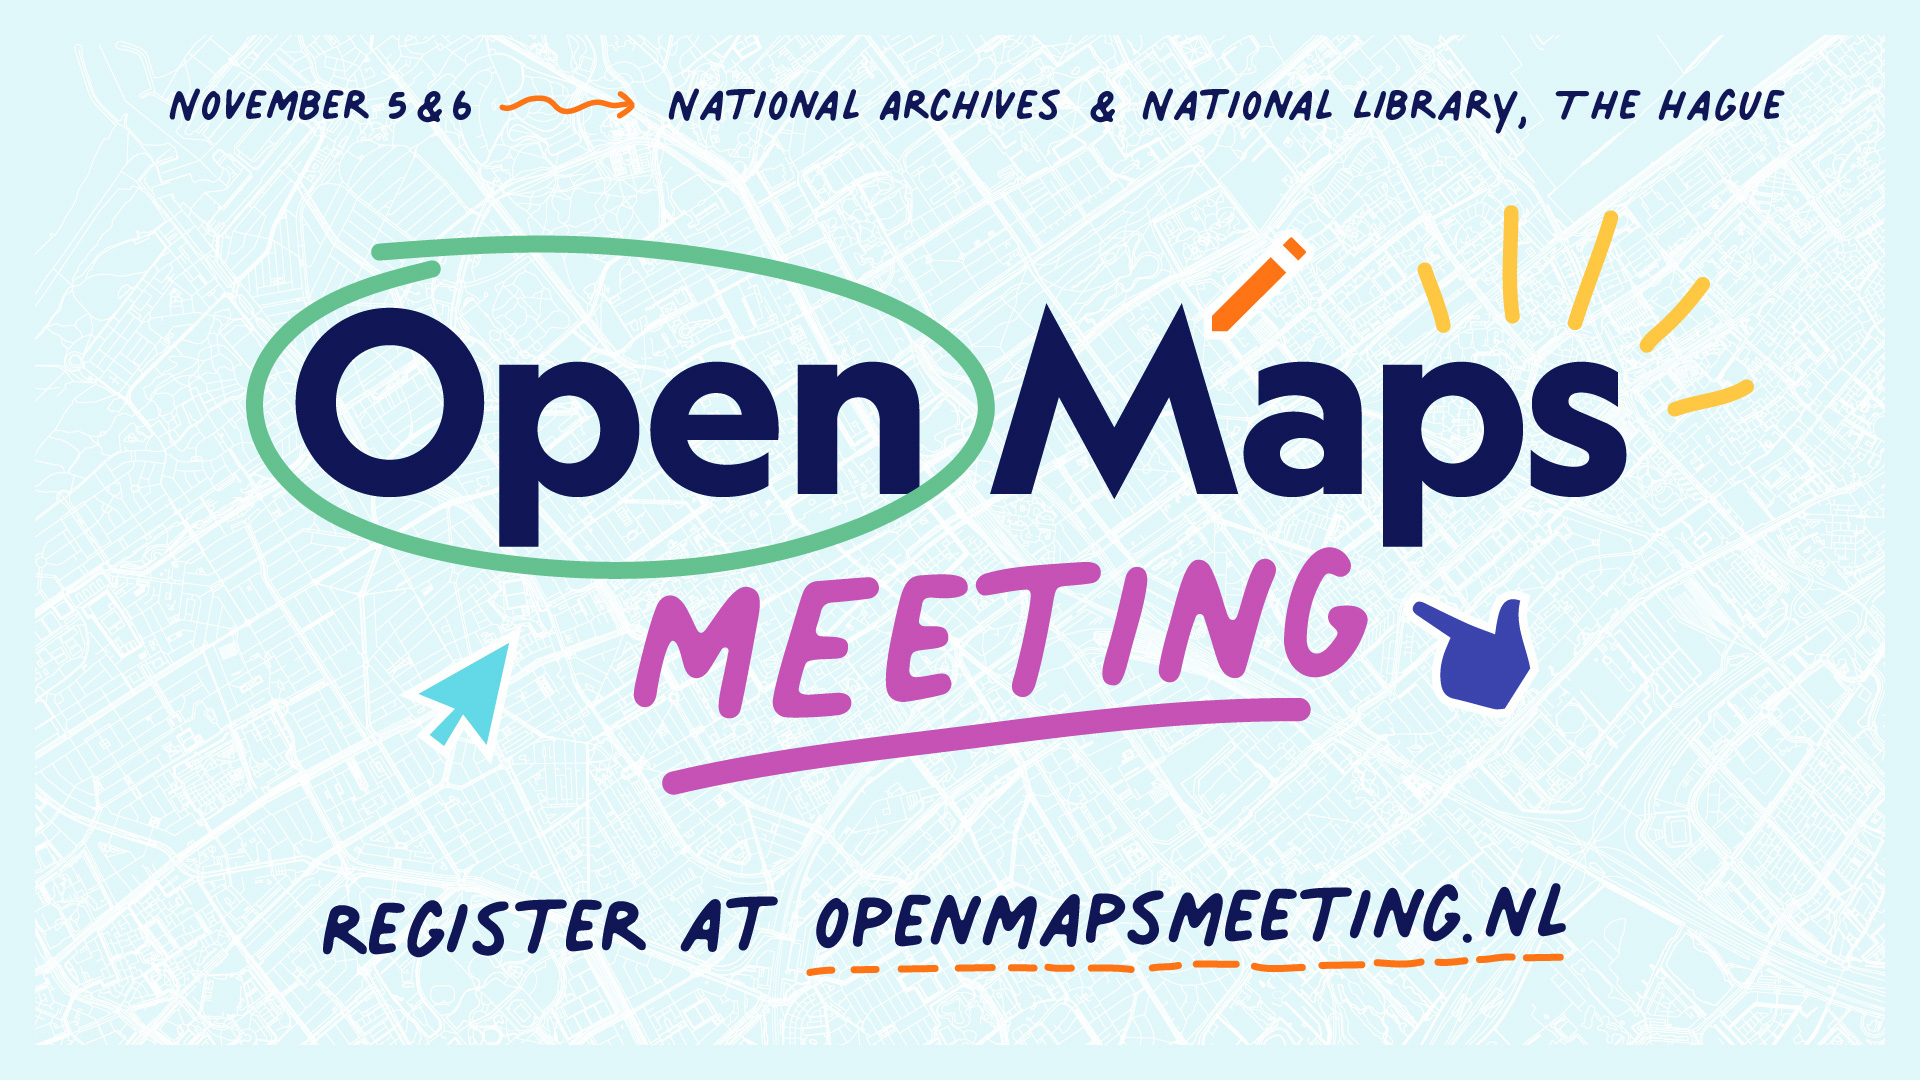 NOVEMBER 5 & 6 NATIONAL ARCHIVES & NATIONAL LIBRARY, THE HAGUE
Open Maps
MEETING
REGISTER AT OPENMAPSMEETING.NL